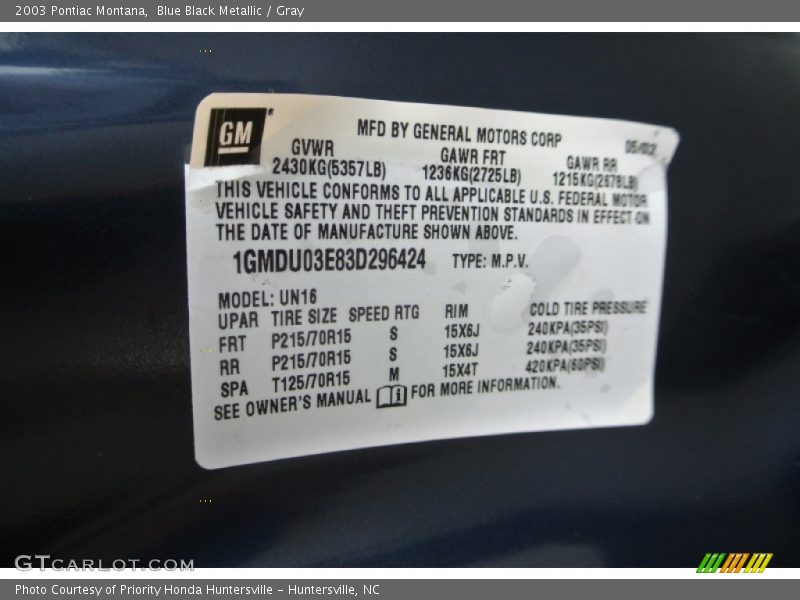 2003 Pontiac Montana, Blue Black Metallic / Gray
GM
MFD BY GENERAL MOTORS CORP 05/03
GVWR GAWR FRT GAWR RR
2430KG(5357LB) 1236KG(2725LB) 1215KG(2678LB)
THIS VEHICLE CONFORMS TO ALL APPLICABLE U.S. FEDERAL MOTOR
VEHICLE SAFETY AND THEFT PREVENTION STANDARDS IN EFFECT ON
THE DATE OF MANUFACTURE SHOWN ABOVE.
1GMDU03E83D296424 TYPE: M.P.V.
MODEL: UN16
UPAR TIRE SIZE SPEED RTG RIM COLD TIRE PRESSURE
FRT P215/70R15 S 15X6J 240KPA(35PSI)
RR P215/70R15 S 15X6J 240KPA(35PSI)
SPA T125/70R15 M 15X4T 420KPA(60PSI)
SEE OWNER'S MANUAL i FOR MORE INFORMATION.
GTCARLOT.COM
Photo Courtesy of Priority Honda Huntersville - Huntersville, NC